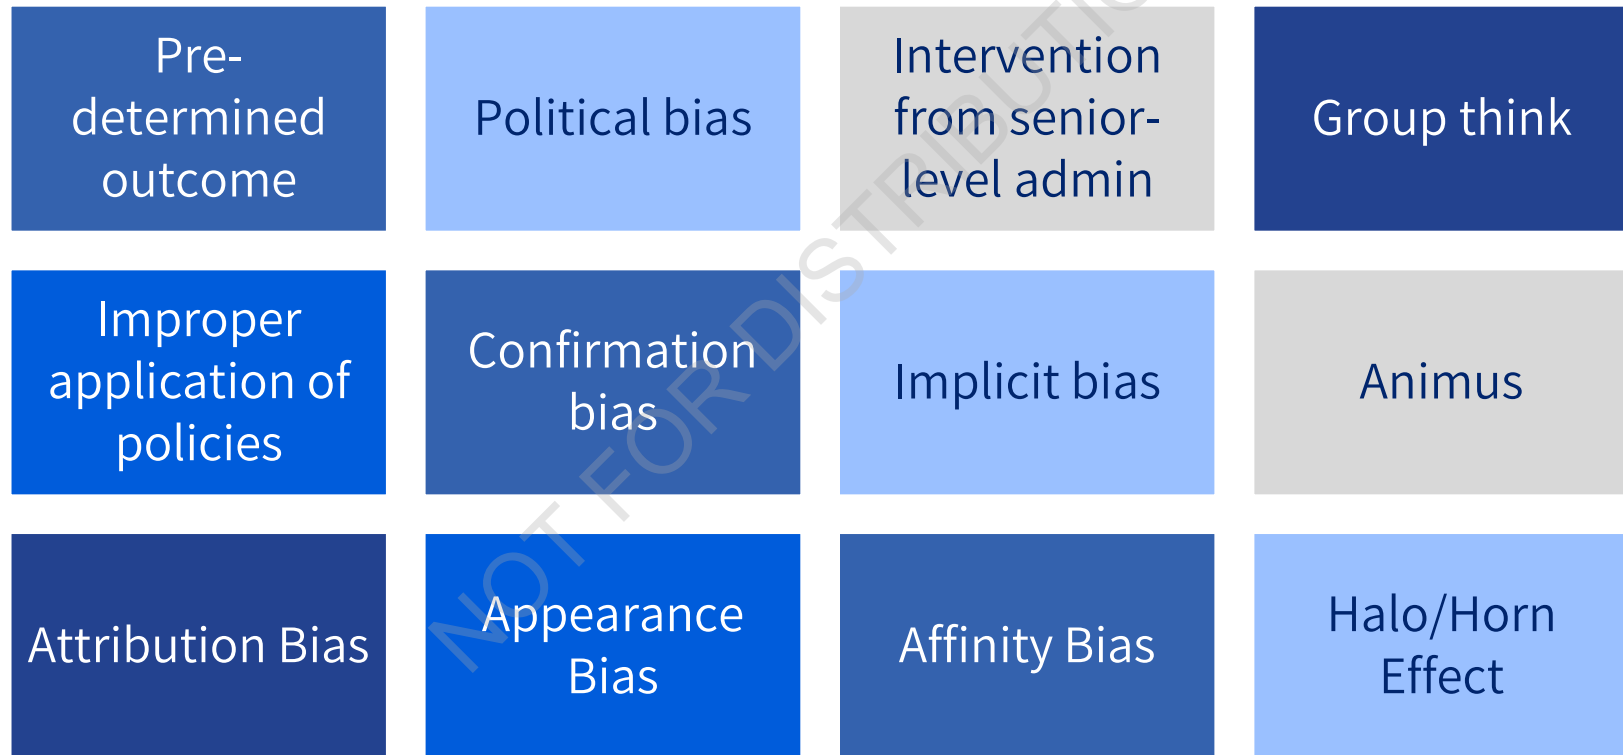 Pre-
determined
outcome
Political bias
Intervention
from senior-
level admin
Group think
Improper
application of
policies
Confirmation
bias
Implicit bias
Animus
Attribution Bias
Appearance
Bias
Affinity Bias
Halo/Horn
Effect
NOT FOR DISTRIBUTIO